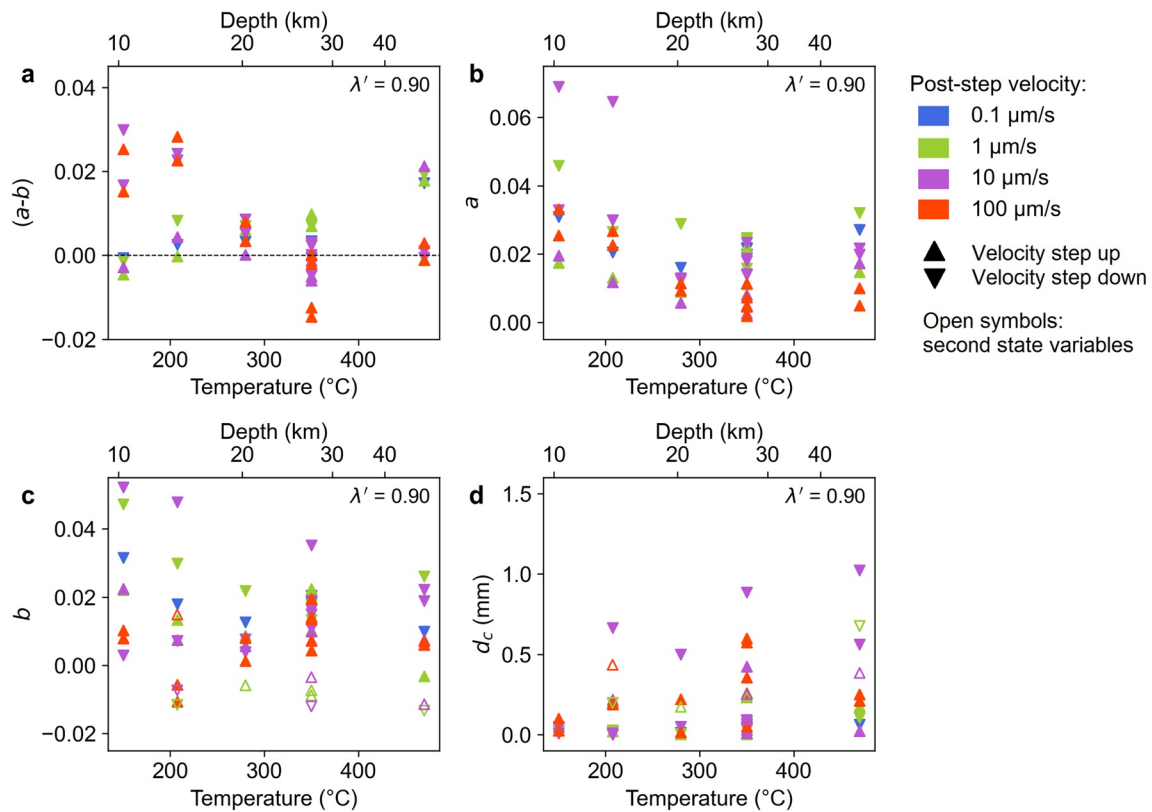 Depth (km)
10 20 30 40
a
λ′ = 0.90
0.04
0.02
0.00
−0.02
(a-b)
200 400
Temperature (°C)
Depth (km)
10 20 30 40
b
λ′ = 0.90
0.06
0.04
0.02
0.00
a
200 400
Temperature (°C)
Post-step velocity:
0.1 µm/s
1 µm/s
10 µm/s
100 µm/s
Velocity step up
Velocity step down
Open symbols:
second state variables
Depth (km)
10 20 30 40
c
λ′ = 0.90
0.04
0.02
0.00
−0.02
b
200 400
Temperature (°C)
Depth (km)
10 20 30 40
d
λ′ = 0.90
1.5
1.0
0.5
0.0
dc (mm)
200 400
Temperature (°C)